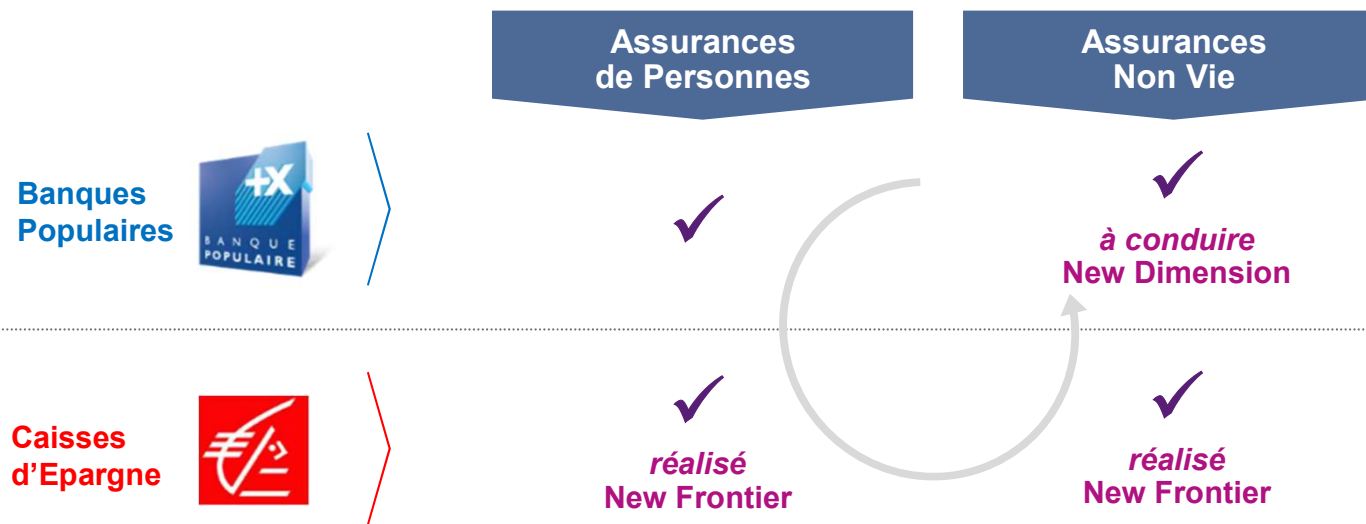 Assurances
de Personnes
Assurances
Non Vie
Banques
Populaires
+X
BANQUE
POPULAIRE
✓
✓
à conduire
New Dimension
Caisses
d’Epargne
✓
réalisé
New Frontier
✓
réalisé
New Frontier